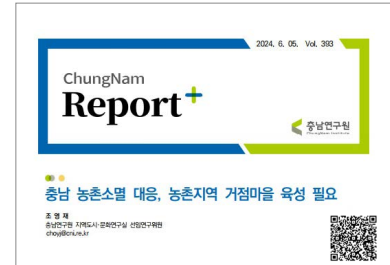 2024. 6. 05. Vol. 393
ChungNam
Report+
충남연구원
충남 농촌소멸 대응, 농촌지역 거점마을 육성 필요
조 영 재
충남연구원 지역도시·문화연구실 선임연구위원
choyj@cni.re.kr